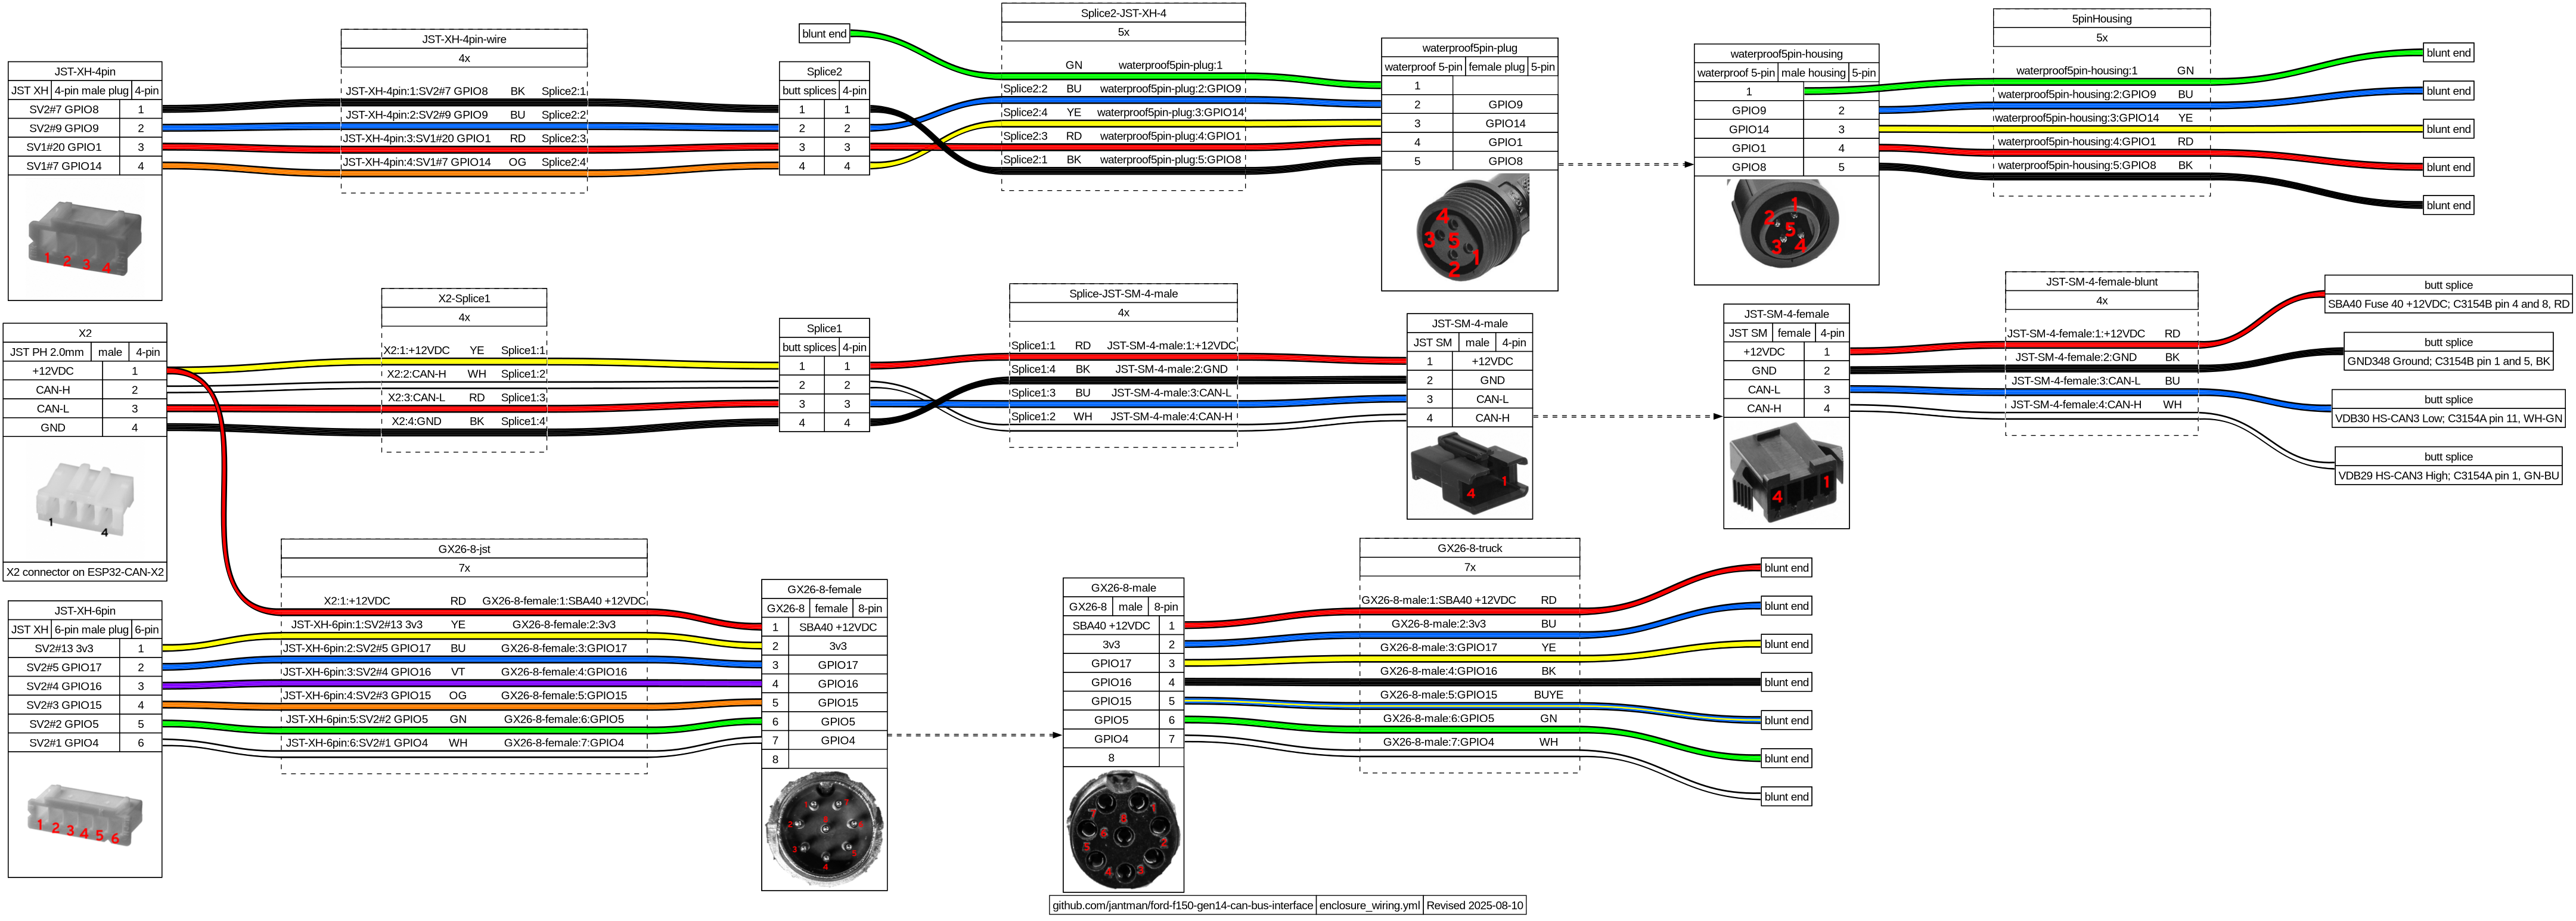 JST-XH-4pin
JST XH 4-pin male plug 4-pin
SV2#7 GPIO8 1
SV2#9 GPIO9 2
SV1#20 GPIO1 3
SV1#7 GPIO14 4
1 2 3 4
JST-XH-4pin-wire
4x
JST-XH-4pin:1:SV2#7 GPIO8 BK Splice2:1
JST-XH-4pin:2:SV2#9 GPIO9 BU Splice2:2
JST-XH-4pin:3:SV1#20 GPIO1 RD Splice2:3
JST-XH-4pin:4:SV1#7 GPIO14 OG Splice2:4
blunt end
Splice2
butt splices 4-pin
1 1
2 2
3 3
4 4
Splice2-JST-XH-4
5x
GN waterproof5pin-plug:1
Splice2:2 BU waterproof5pin-plug:2:GPIO9
Splice2:4 YE waterproof5pin-plug:3:GPIO14
Splice2:3 RD waterproof5pin-plug:4:GPIO1
Splice2:1 BK waterproof5pin-plug:5:GPIO8
waterproof5pin-plug
waterproof 5-pin female plug 5-pin
1
2 GPIO9
3 GPIO14
4 GPIO1
5 GPIO8
4
3 5
1
2
waterproof5pin-housing
waterproof 5-pin male housing 5-pin
1
GPIO9 2
GPIO14 3
GPIO1 4
GPIO8 5
1
2
5
3 4
5pinHousing
5x
waterproof5pin-housing:1 GN
waterproof5pin-housing:2:GPIO9 BU
waterproof5pin-housing:3:GPIO14 YE
waterproof5pin-housing:4:GPIO1 RD
waterproof5pin-housing:5:GPIO8 BK
blunt end
blunt end
blunt end
blunt end
blunt end
X2
JST PH 2.0mm male 4-pin
+12VDC 1
CAN-H 2
CAN-L 3
GND 4
1
4
X2 connector on ESP32-CAN-X2
X2-Splice1
4x
X2:1:+12VDC YE Splice1:1
X2:2:CAN-H WH Splice1:2
X2:3:CAN-L RD Splice1:3
X2:4:GND BK Splice1:4
Splice1
butt splices 4-pin
1 1
2 2
3 3
4 4
Splice-JST-SM-4-male
4x
Splice1:1 RD JST-SM-4-male:1:+12VDC
Splice1:4 BK JST-SM-4-male:2:GND
Splice1:3 BU JST-SM-4-male:3:CAN-L
Splice1:2 WH JST-SM-4-male:4:CAN-H
JST-SM-4-male
JST SM male 4-pin
1 +12VDC
2 GND
3 CAN-L
4 CAN-H
4 1
JST-SM-4-female
JST SM female 4-pin
+12VDC 1
GND 2
CAN-L 3
CAN-H 4
4 1
JST-SM-4-female-blunt
4x
JST-SM-4-female:1:+12VDC RD
JST-SM-4-female:2:GND BK
JST-SM-4-female:3:CAN-L BU
JST-SM-4-female:4:CAN-H WH
butt splice
SBA40 Fuse 40 +12VDC; C3154B pin 4 and 8, RD
butt splice
GND348 Ground; C3154B pin 1 and 5, BK
butt splice
VDB30 HS-CAN3 Low; C3154A pin 11, WH-GN
butt splice
VDB29 HS-CAN3 High; C3154A pin 1, GN-BU
JST-XH-6pin
JST XH 6-pin male plug 6-pin
SV2#13 3v3 1
SV2#5 GPIO17 2
SV2#4 GPIO16 3
SV2#3 GPIO15 4
SV2#2 GPIO5 5
SV2#1 GPIO4 6
1 2 3 4 5 6
GX26-8-jst
7x
X2:1:+12VDC RD GX26-8-female:1:SBA40 +12VDC
JST-XH-6pin:1:SV2#13 3v3 YE GX26-8-female:2:3v3
JST-XH-6pin:2:SV2#5 GPIO17 BU GX26-8-female:3:GPIO17
JST-XH-6pin:3:SV2#4 GPIO16 VT GX26-8-female:4:GPIO16
JST-XH-6pin:4:SV2#3 GPIO15 OG GX26-8-female:5:GPIO15
JST-XH-6pin:5:SV2#2 GPIO5 GN GX26-8-female:6:GPIO5
JST-XH-6pin:6:SV2#1 GPIO4 WH GX26-8-female:7:GPIO4
GX26-8-female
GX26-8 female 8-pin
1 SBA40 +12VDC
2 3v3
3 GPIO17
4 GPIO16
5 GPIO15
6 GPIO5
7 GPIO4
8
1
2
3
4
GX26-8-male
GX26-8 male 8-pin
SBA40 +12VDC 1
3v3 2
GPIO17 3
GPIO16 4
GPIO15 5
GPIO5 6
GPIO4 7
8
1
7 8
6
5 2
4 3
GX26-8-truck
7x
GX26-8-male:1:SBA40 +12VDC RD
GX26-8-male:2:3v3 BU
GX26-8-male:3:GPIO17 YE
GX26-8-male:4:GPIO16 BK
GX26-8-male:5:GPIO15 BUYE
GX26-8-male:6:GPIO5 GN
GX26-8-male:7:GPIO4 WH
blunt end
blunt end
blunt end
blunt end
blunt end
blunt end
blunt end
github.com/jantman/ford-f150-gen14-can-bus-interface enclosure_wiring.yml Revised 2025-08-10